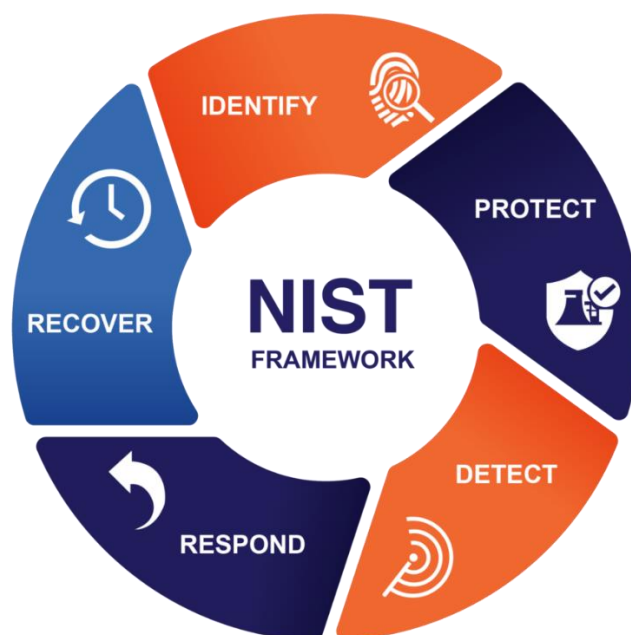 IDENTIFY
PROTECT
DETECT
RESPOND
RECOVER
NIST
FRAMEWORK